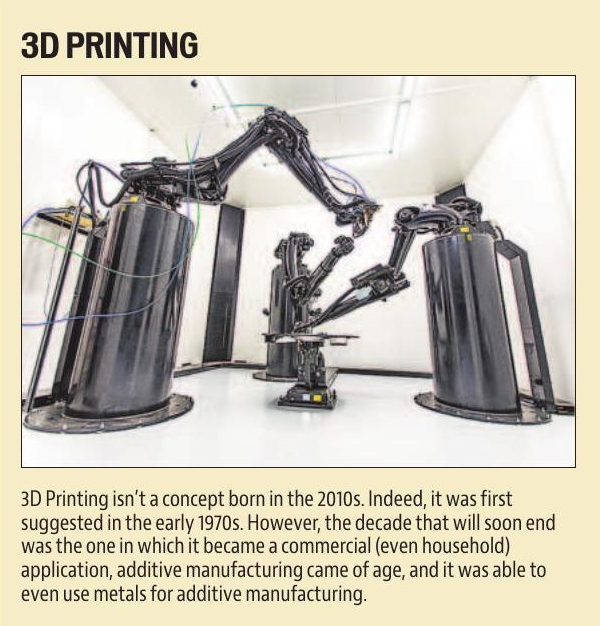 3D PRINTING
3D Printing isn't a concept born in the 2010s. Indeed, it was first
suggested in the early 1970s. However, the decade that will soon end
was the one in which it became a commercial (even household)
application, additive manufacturing came of age, and it was able to
even use metals for additive manufacturing.